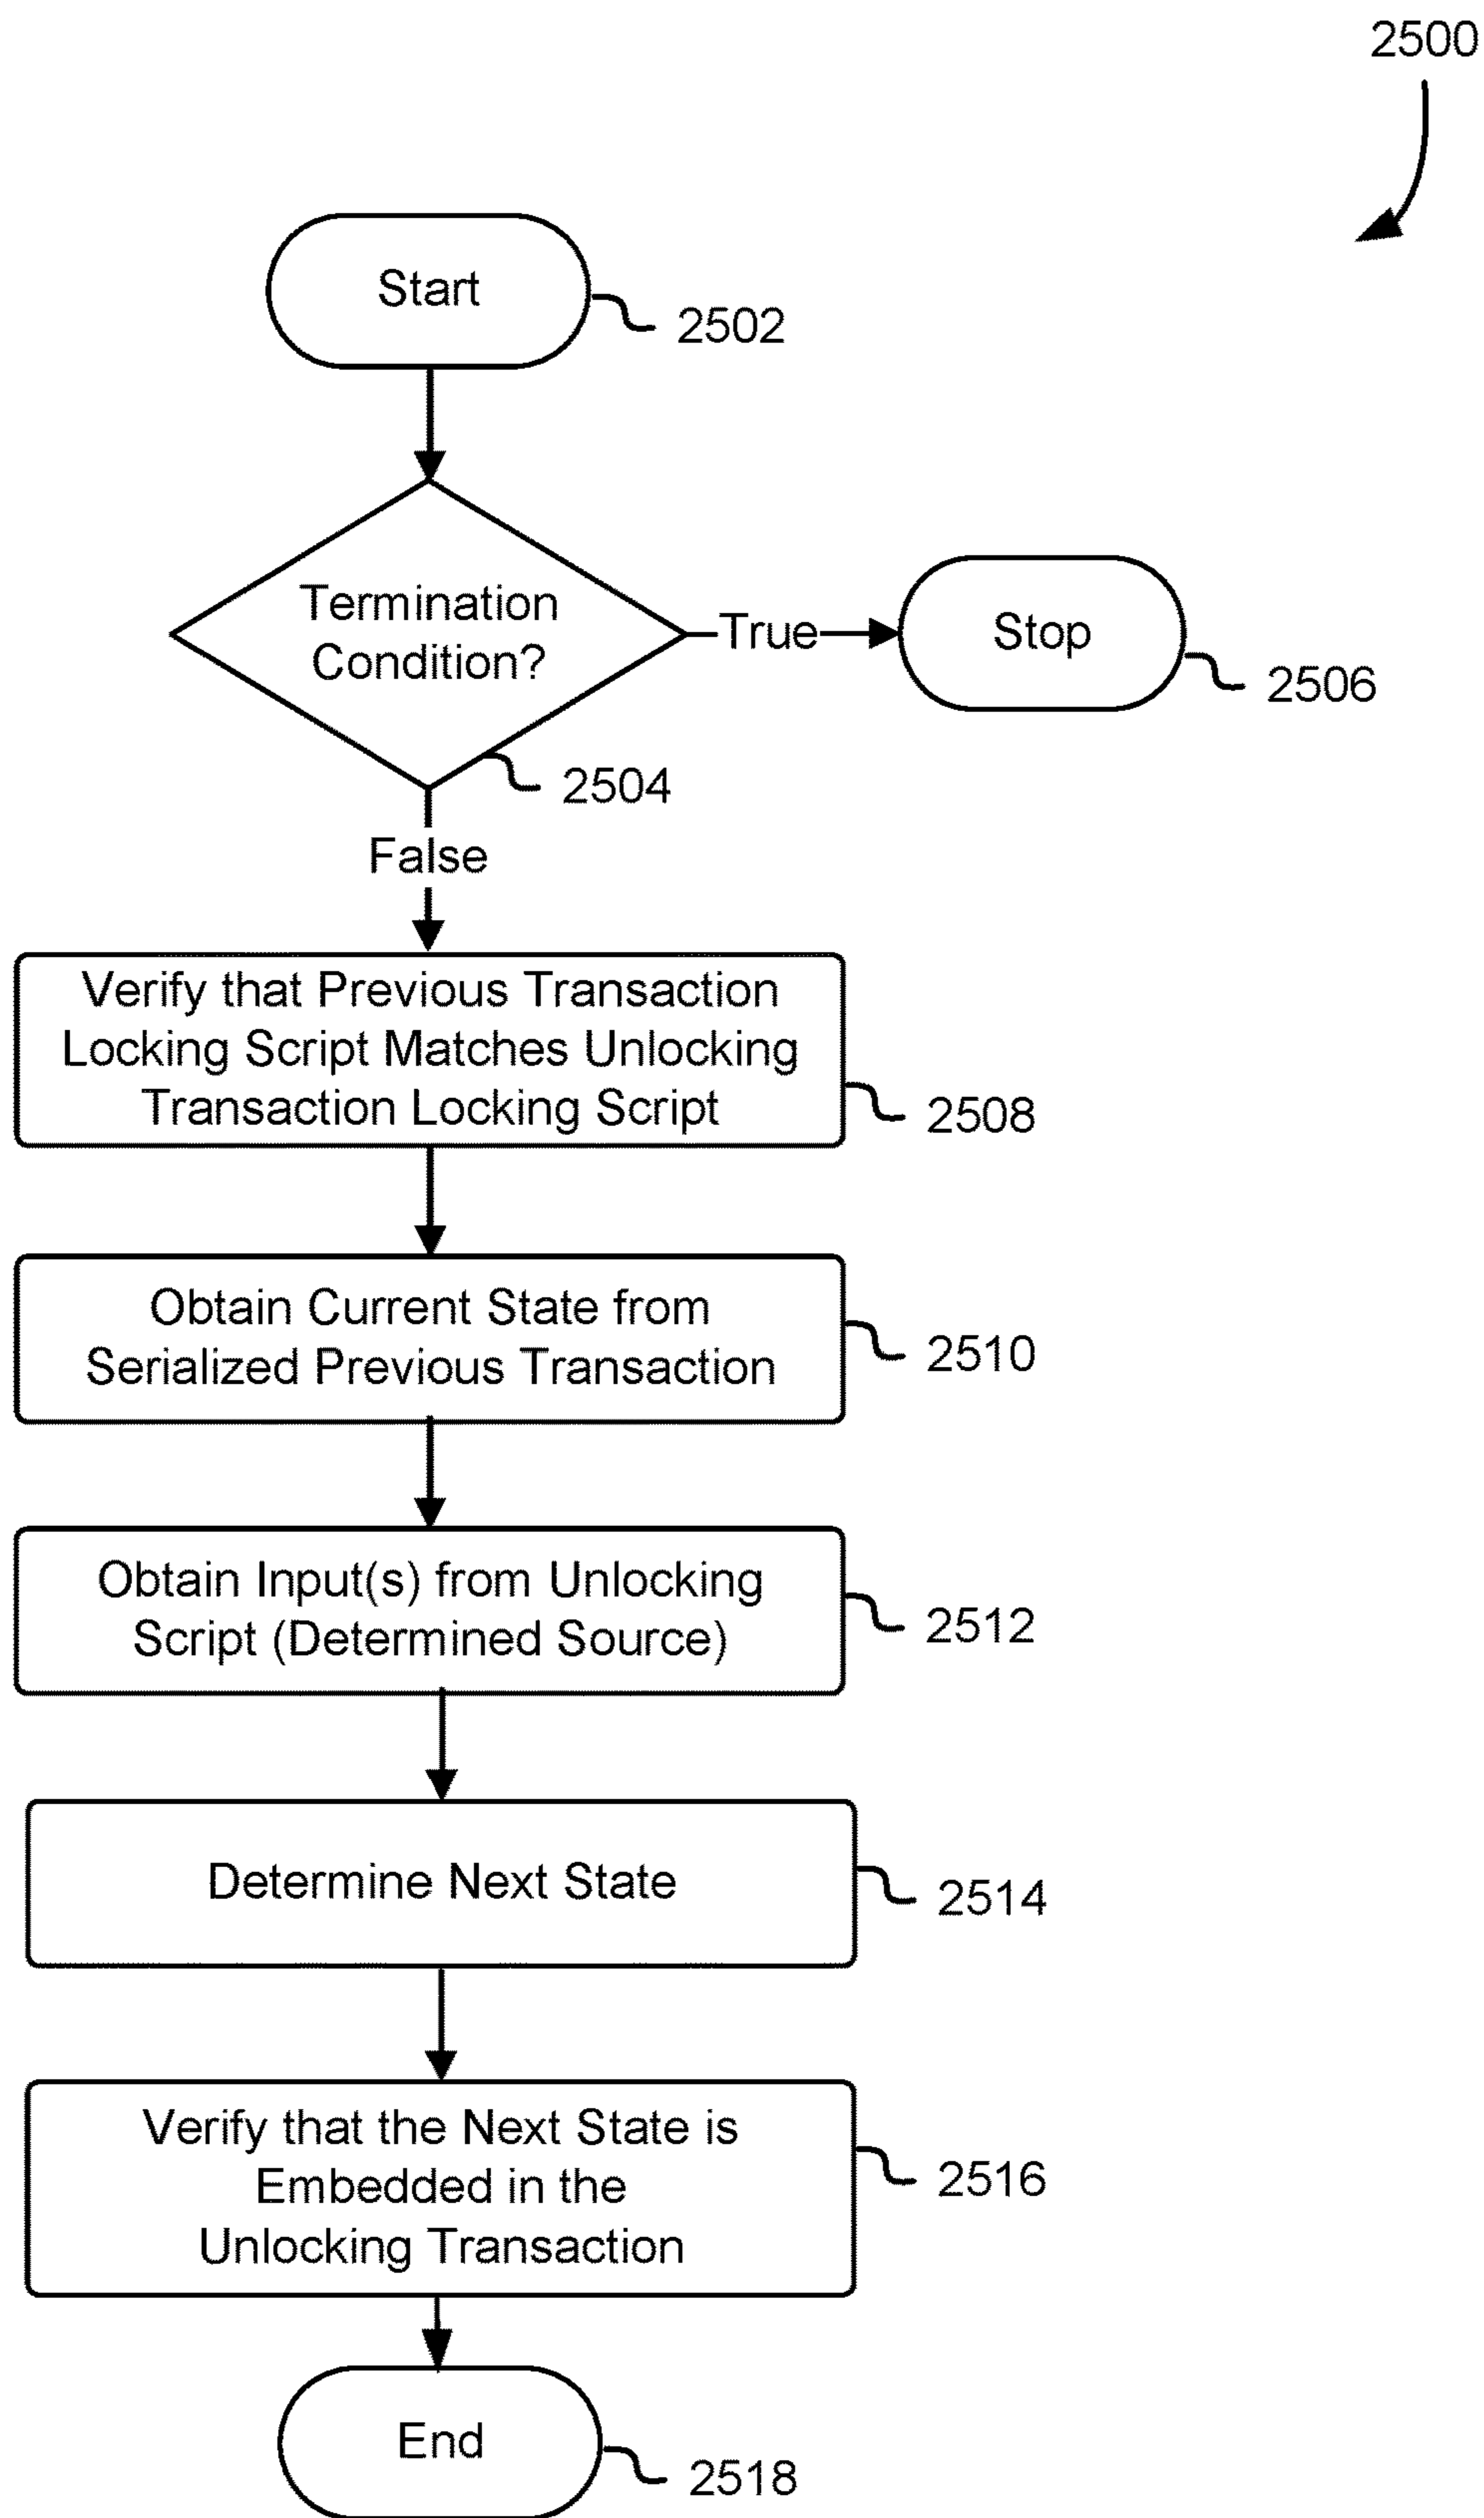 2500
Start
2502
Termination
Condition?
True
Stop
2506
2504
False
Verify that Previous Transaction
Locking Script Matches Unlocking
Transaction Locking Script
2508
Obtain Current State from
Serialized Previous Transaction
2510
Obtain Input(s) from Unlocking
Script (Determined Source)
2512
Determine Next State
2514
Verify that the Next State is
Embedded in the
Unlocking Transaction
2516
End
2518